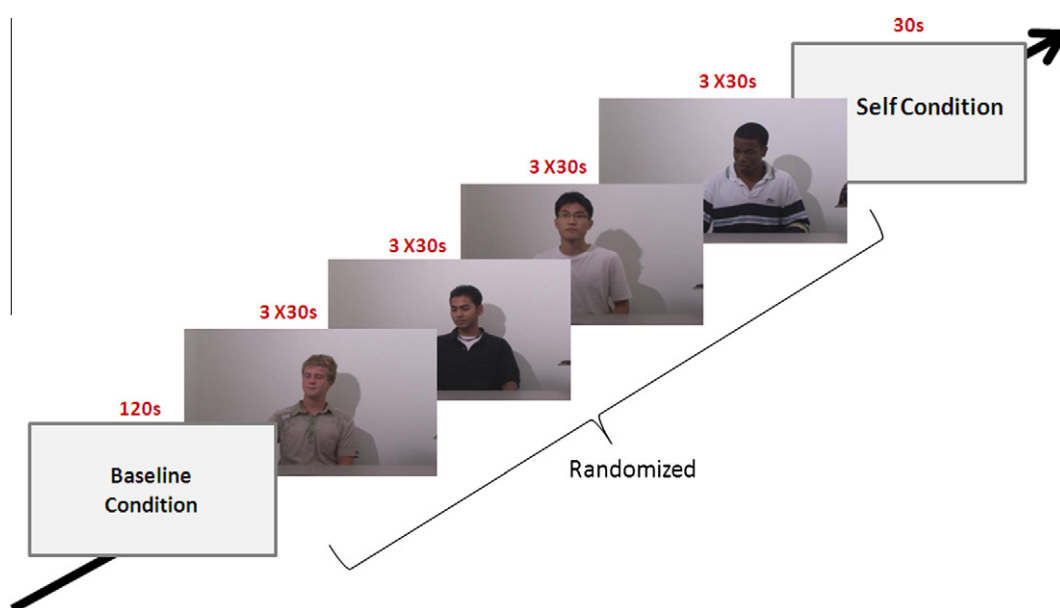 30s
Self Condition
3 X30s
3 X30s
3 X30s
3 X30s
120s
Baseline
Condition
Randomized